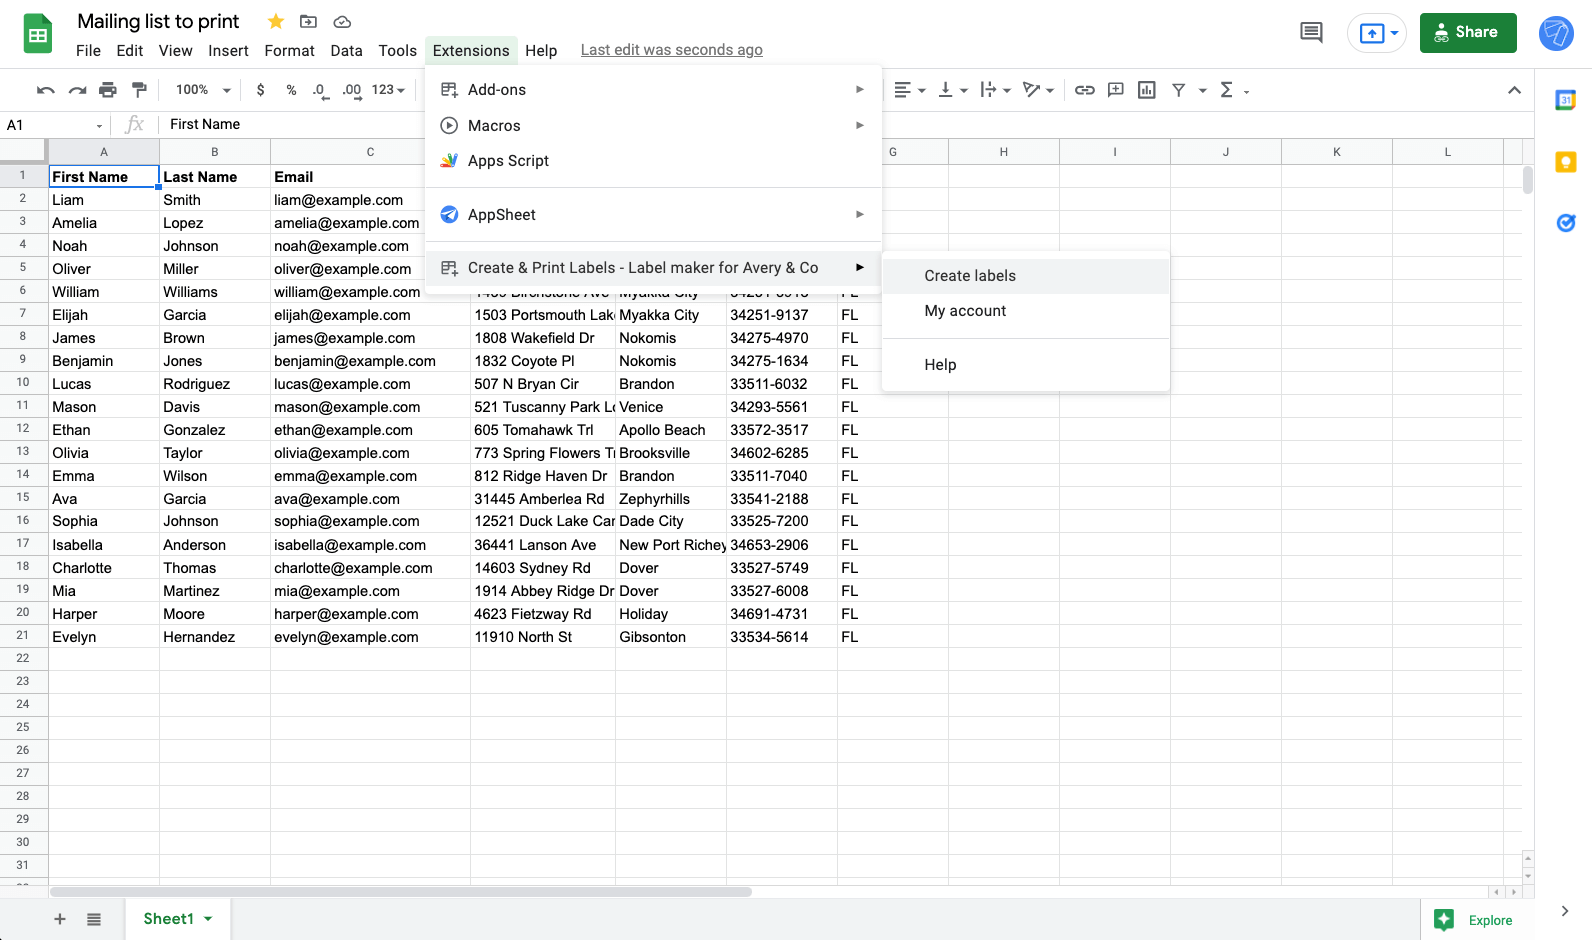 Mailing list to print
File Edit View Insert Format Data Tools Extensions Help Last edit was seconds ago
Share
100% $ % .0 .00 123
A1 fx First Name
31
Add-ons
Macros
Apps Script
AppSheet
Create & Print Labels - Label maker for Avery & Co
Create labels
My account
Help
A B C G H I J K L
1 First Name Last Name Email
2 Liam Smith liam@example.com
3 Amelia Lopez amelia@example.com
4 Noah Johnson noah@example.com
5 Oliver Miller oliver@example.com
6 William Williams william@example.com
7 Elijah Garcia elijah@example.com 1503 Portsmouth Lak Myakka City 34251-9137 FL
8 James Brown james@example.com 1808 Wakefield Dr Nokomis 34275-4970 FL
9 Benjamin Jones benjamin@example.com 1832 Coyote Pl Nokomis 34275-1634 FL
10 Lucas Rodriguez lucas@example.com 507 N Bryan Cir Brandon 33511-6032 FL
11 Mason Davis mason@example.com 521 Tuscanny Park Lo Venice 34293-5561 FL
12 Ethan Gonzalez ethan@example.com 605 Tomahawk Trl Apollo Beach 33572-3517 FL
13 Olivia Taylor olivia@example.com 773 Spring Flowers Tr Brooksville 34602-6285 FL
14 Emma Wilson emma@example.com 812 Ridge Haven Dr Brandon 33511-7040 FL
15 Ava Garcia ava@example.com 31445 Amberlea Rd Zephyrhills 33541-2188 FL
16 Sophia Johnson sophia@example.com 12521 Duck Lake Car Dade City 33525-7200 FL
17 Isabella Anderson isabella@example.com 36441 Lanson Ave New Port Richey 34653-2906 FL
18 Charlotte Thomas charlotte@example.com 14603 Sydney Rd Dover 33527-5749 FL
19 Mia Martinez mia@example.com 1914 Abbey Ridge Dr Dover 33527-6008 FL
20 Harper Moore harper@example.com 4623 Fietzway Rd Holiday 34691-4731 FL
21 Evelyn Hernandez evelyn@example.com 11910 North St Gibsonton 33534-5614 FL
22
23
24
25
26
27
28
29
30
31
Sheet1
Explore